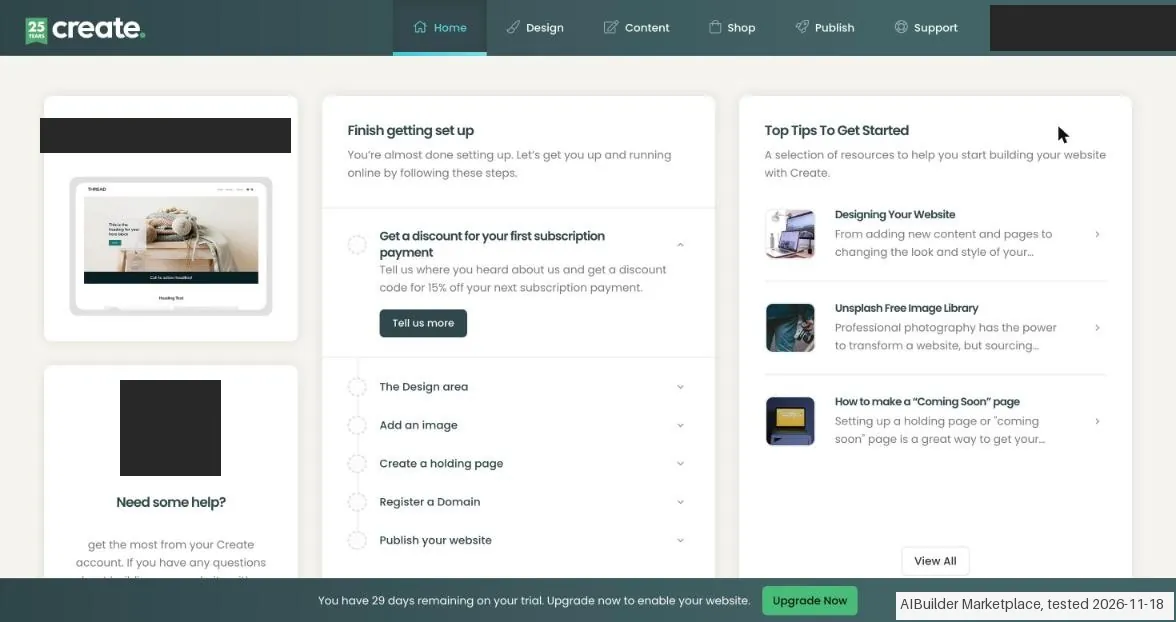 25 YEARS create.
Home
Design
Content
Shop
Publish
Support
THREAD
This is the
heading for your
hero block
Call to action headline!
Heading Text
Need some help?
get the most from your Create
account. If you have any questions
Finish getting set up
You're almost done setting up. Let's get you up and running
online by following these steps.
Get a discount for your first subscription
payment
Tell us where you heard about us and get a discount
code for 15% off your next subscription payment.
Tell us more
The Design area
Add an image
Create a holding page
Register a Domain
Publish your website
Top Tips To Get Started
A selection of resources to help you start building your website
with Create.
Designing Your Website
From adding new content and pages to
changing the look and style of your...
Unsplash Free Image Library
Professional photography has the power
to transform a website, but sourcing...
How to make a “Coming Soon” page
Setting up a holding page or "coming
soon" page is a great way to get your...
View All
You have 29 days remaining on your trial. Upgrade now to enable your website.
Upgrade Now
AIBuilder Marketplace, tested 2026-11-18